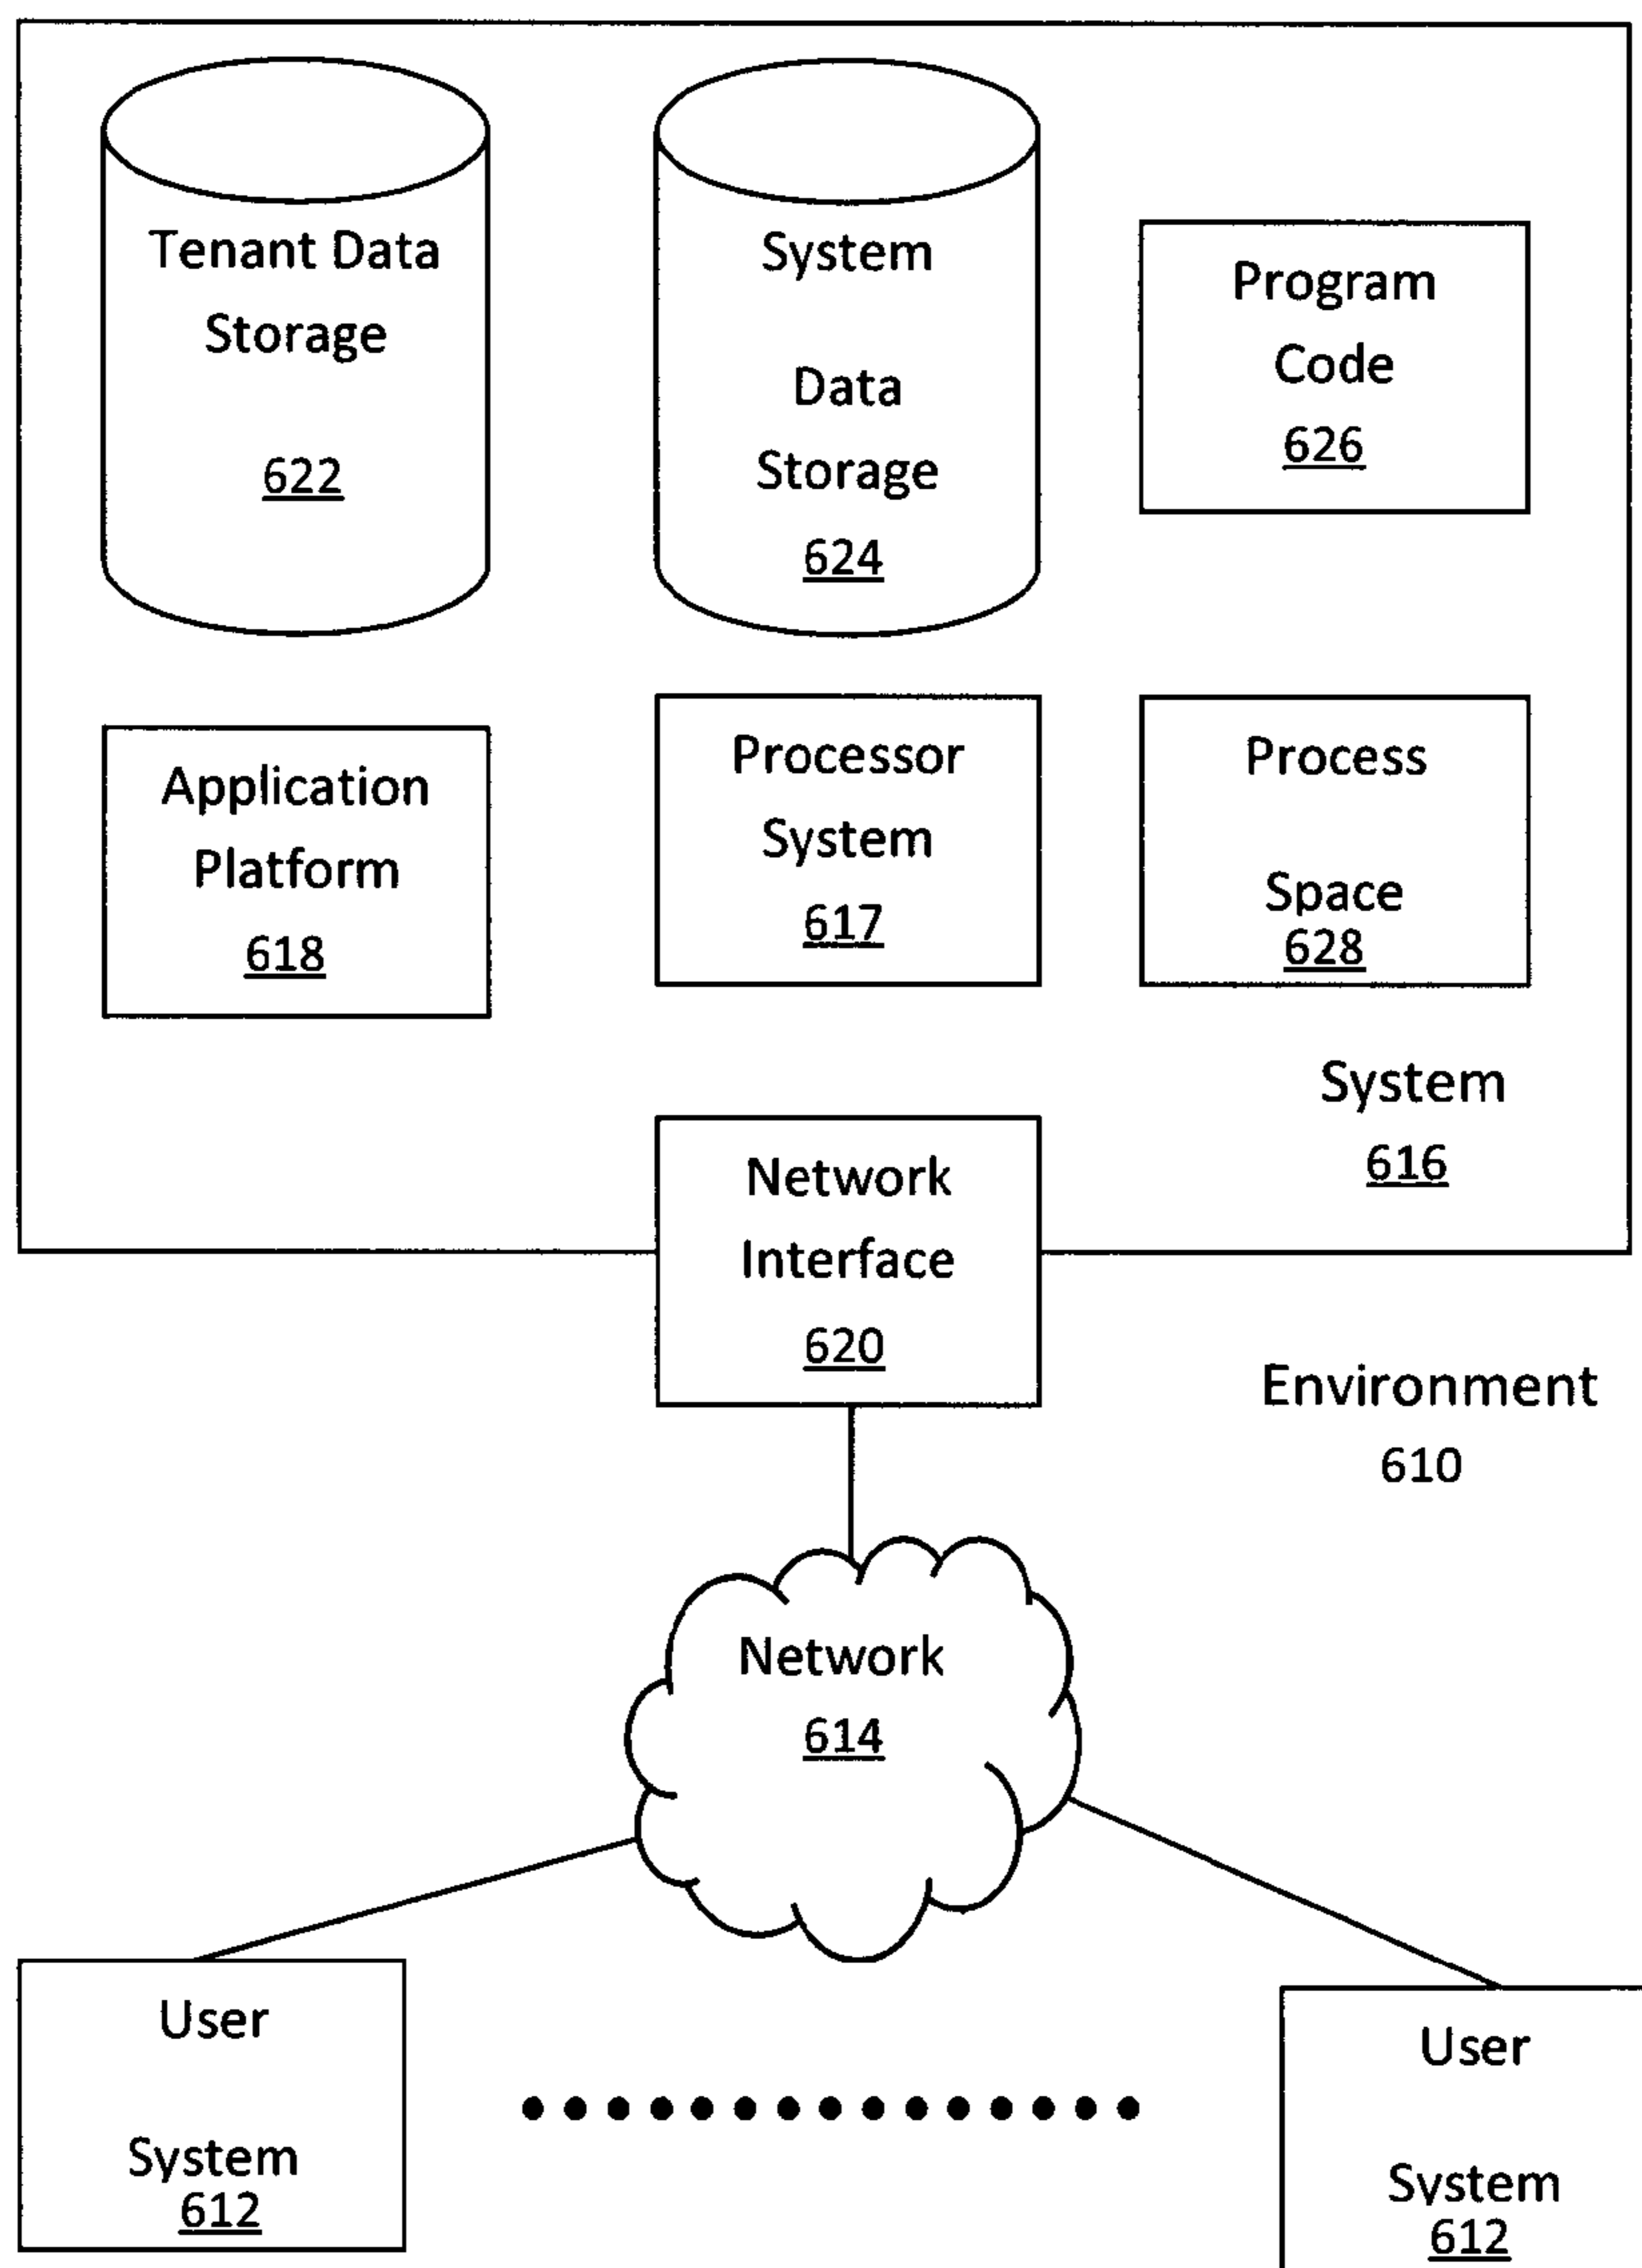 Tenant Data
Storage
622
System
Data
Storage
624
Program
Code
626
Application
Platform
618
Processor
System
617
Process
Space
628
System
616
Network
Interface
620
Environment
610
Network
614
User
System
612
User
System
612